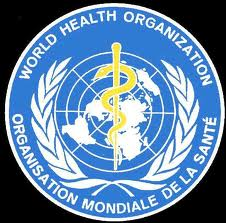 WORLD HEALTH ORGANIZATION
ORGANISATION MONDIALE DE LA SANTÉ